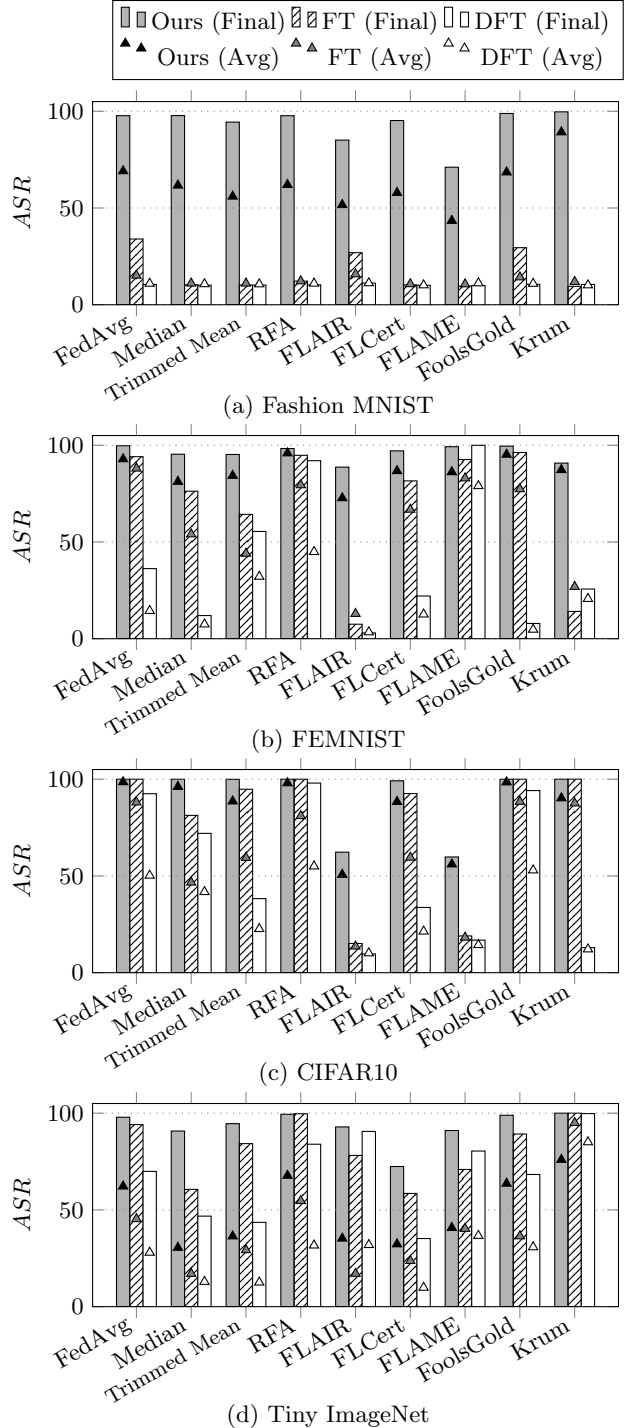 Ours (Final) FT (Final) DFT (Final)
Ours (Avg) FT (Avg) DFT (Avg)
100
50
0
ASR
FedAvg
Median
Trimmed Mean
RFA
FLAIR
FLCert
FLAME
FoolsGold
Krum
(a) Fashion MNIST
100
50
0
ASR
FedAvg
Median
Trimmed Mean
RFA
FLAIR
FLCert
FLAME
FoolsGold
Krum
(b) FEMNIST
100
50
0
ASR
FedAvg
Median
Trimmed Mean
RFA
FLAIR
FLCert
FLAME
FoolsGold
Krum
(c) CIFAR10
100
50
0
ASR
FedAvg
Median
Trimmed Mean
RFA
FLAIR
FLCert
FLAME
FoolsGold
Krum
(d) Tiny ImageNet